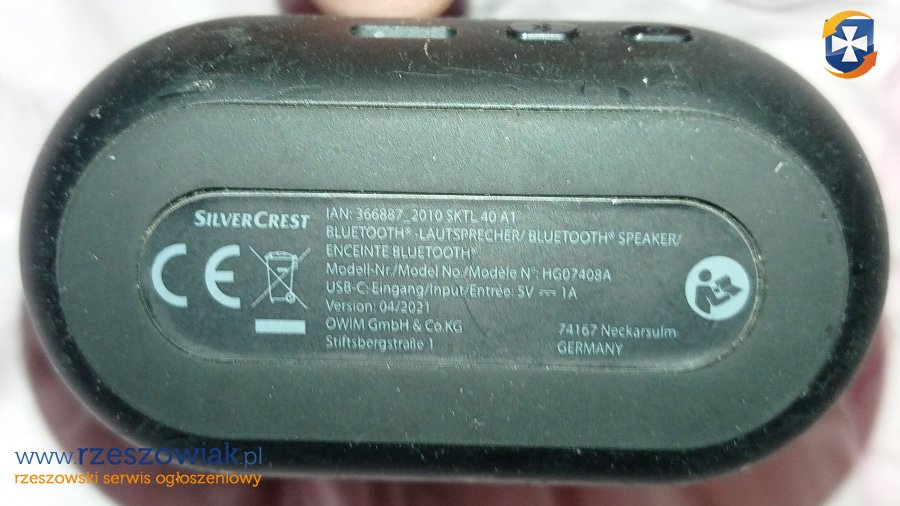 SILVERCREST
IAN: 366887_2010 SKTL 40 A1
BLUETOOTH® -LAUTSPRECHER/ BLUETOOTH® SPEAKER/
ENCEINTE BLUETOOTH®
Modell-Nr./Model No./Modèle N°: HG07408A
USB-C: Eingang/Input/Entrée: 5V ⎓ 1A
Version: 04/2021
OWIM GmbH & Co.KG
Stiftsbergstraße 1
74167 Neckarsulm
GERMANY
CE
www.rzeszowiak.pl
rzeszowski serwis ogłoszeniowy